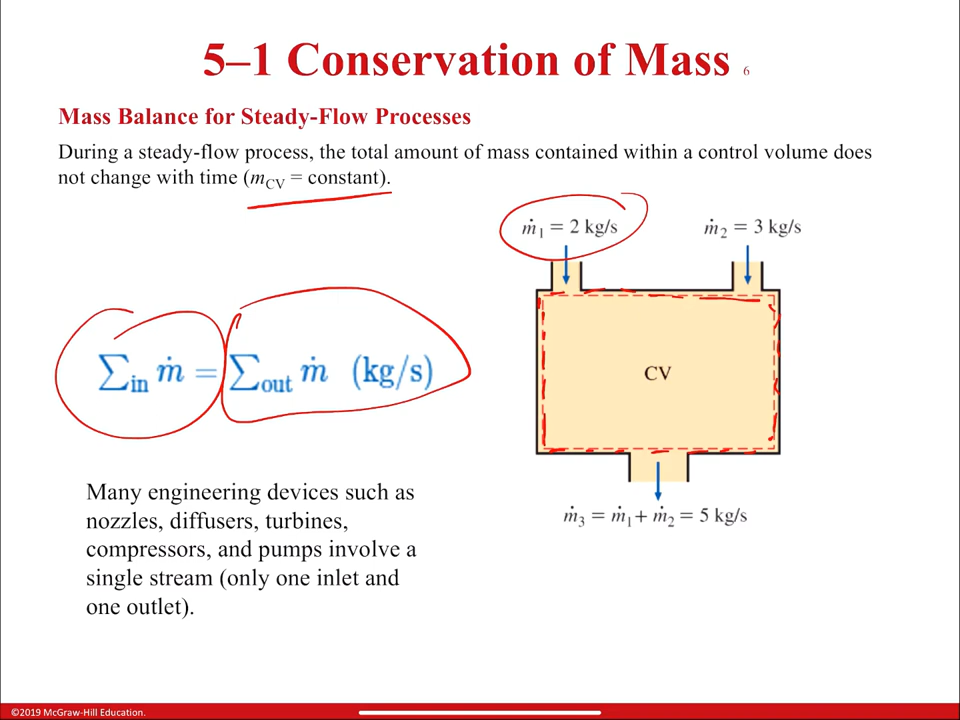 5–1 Conservation of Mass 6
Mass Balance for Steady-Flow Processes
During a steady-flow process, the total amount of mass contained within a control volume does
not change with time (m_CV = constant).
ṁ₁ = 2 kg/s
ṁ₂ = 3 kg/s
∑in ṁ = ∑out ṁ (kg/s)
CV
ṁ₃ = ṁ₁ + ṁ₂ = 5 kg/s
Many engineering devices such as
nozzles, diffusers, turbines,
compressors, and pumps involve a
single stream (only one inlet and
one outlet).
©2019 McGraw-Hill Education.